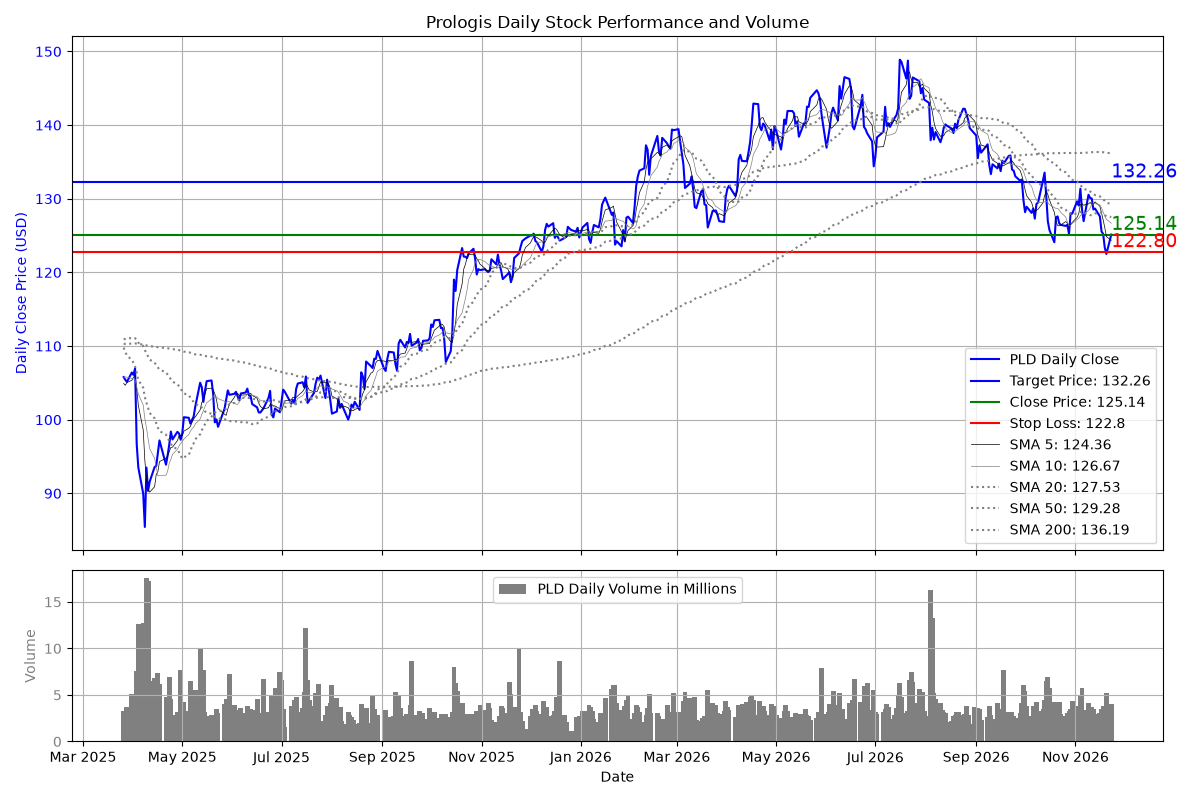 Prologis Daily Stock Performance and Volume
150
140
130
120
110
100
90
Daily Close Price (USD)
132.26
125.14
122.80
PLD Daily Close
Target Price: 132.26
Close Price: 125.14
Stop Loss: 122.8
SMA 5: 124.36
SMA 10: 126.67
SMA 20: 127.53
SMA 50: 129.28
SMA 200: 136.19
PLD Daily Volume in Millions
15
10
5
0
Volume
Mar 2025 May 2025 Jul 2025 Sep 2025 Nov 2025 Jan 2026 Mar 2026 May 2026 Jul 2026 Sep 2026 Nov 2026
Date